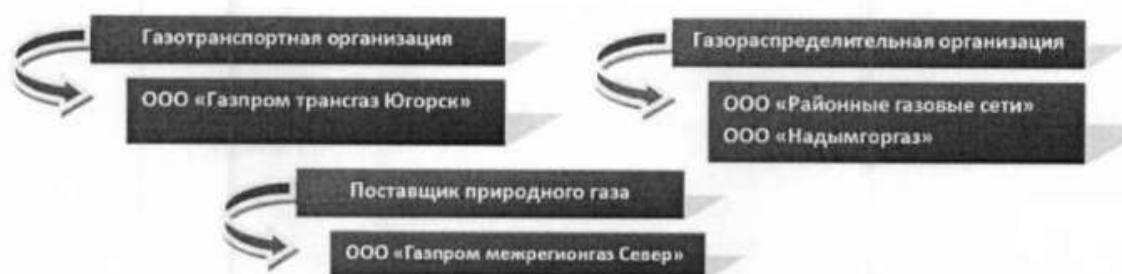 Газотранспортная организация
ООО «Газпром трансгаз Югорск»
Газораспределительная организация
ООО «Районные газовые сети»
ООО «Надымгоргаз»
Поставщик природного газа
ООО «Газпром межрегионгаз Север»